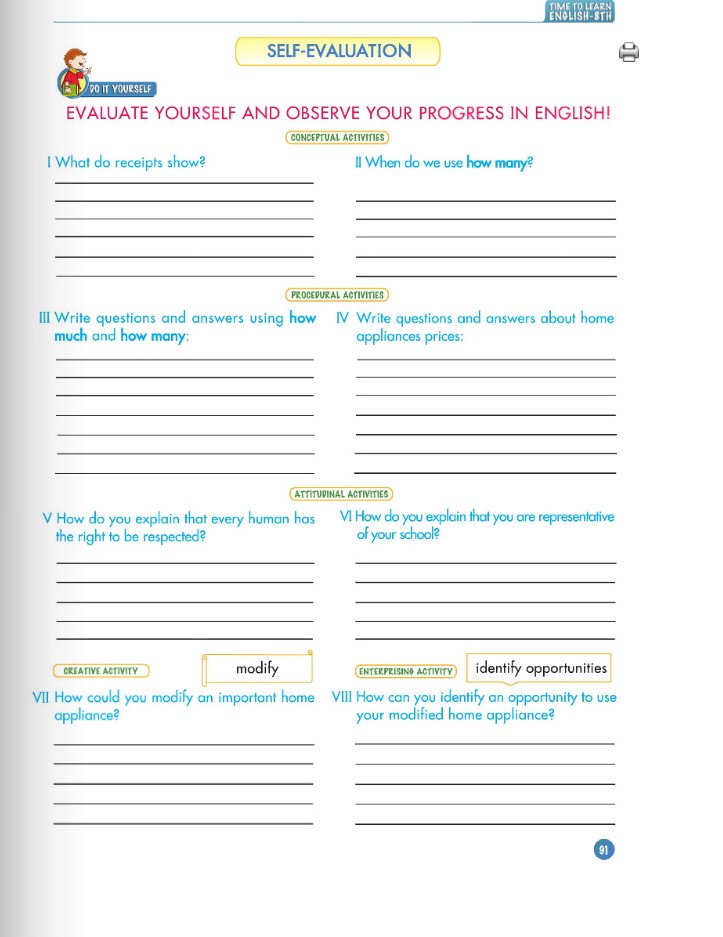 TIME TO LEARN
ENGLISH-8TH
SELF-EVALUATION
DO IT YOURSELF
EVALUATE YOURSELF AND OBSERVE YOUR PROGRESS IN ENGLISH!
CONCEPTUAL ACTIVITIES
I What do receipts show?
II When do we use how many?
PROCEDURAL ACTIVITIES
III Write questions and answers using how
much and how many:
IV Write questions and answers about home
appliances prices:
ATTITUDINAL ACTIVITIES
V How do you explain that every human has
the right to be respected?
VI How do you explain that you are representative
of your school?
CREATIVE ACTIVITY
modify
VII How could you modify an important home
appliance?
ENTERPRISING ACTIVITY
identify opportunities
VIII How can you identify an opportunity to use
your modified home appliance?
91